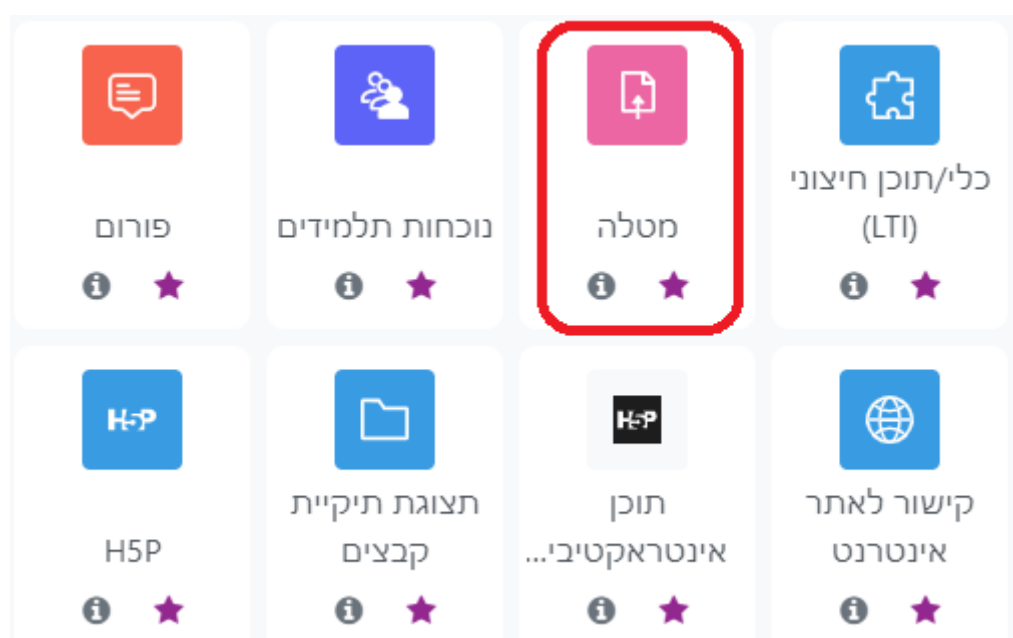 כלי/תוכן חיצוני
(LTI)
מטלה
נוכחות תלמידים
פורום
קישור לאתר
אינטרנט
H5P
תוכן
אינטראקטיבי...
תצוגת תיקיית
קבצים
H5P
H5P